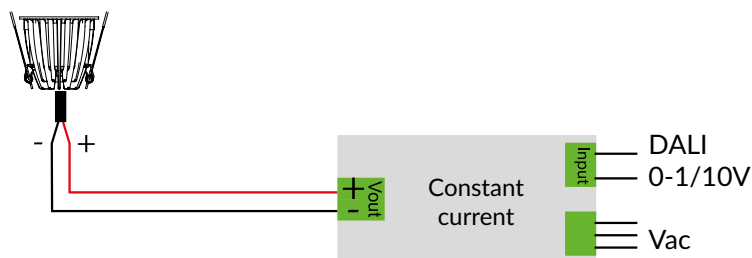 - +
+
-
Vout
Constant
current
Input
DALI
0-1/10V
Vac